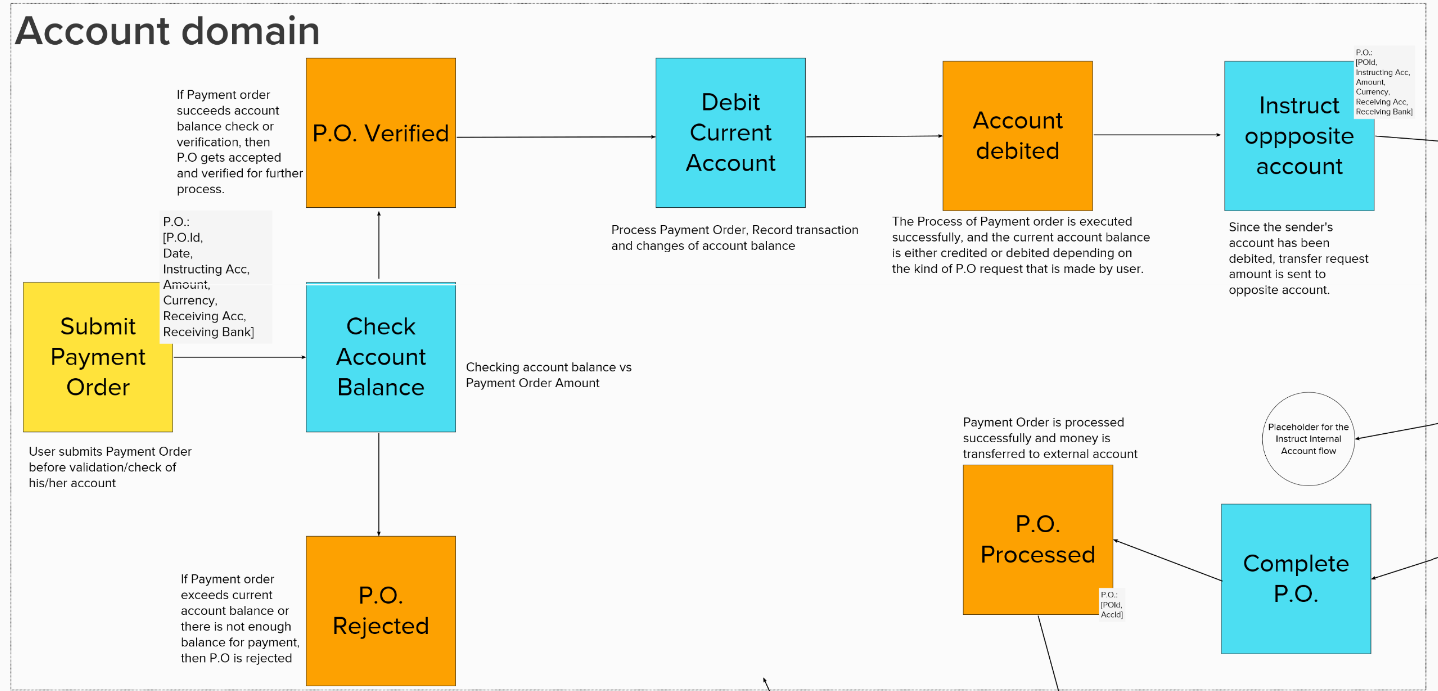 Account domain
If Payment order
succeeds account
balance check or
verification, then
P.O gets accepted
and verified for further
process.
P.O. Verified
Debit
Current
Account
Process Payment Order, Record transaction
and changes of account balance
Account
debited
The Process of Payment order is executed
successfully, and the current account balance
is either credited or debited depending on
the kind of P.O request that is made by user.
Instruct
oppposite
account
P.O.:
[POId,
Instructing Acc,
Amount,
Currency,
Receiving Acc,
Receiving Bank]
Since the sender's
account has been
debited, transfer request
amount is sent to
opposite account.
P.O.:
[P.O.Id,
Date,
Instructing Acc,
Amount,
Currency,
Receiving Acc,
Receiving Bank]
Submit
Payment
Order
User submits Payment Order
before validation/check of
his/her account
Check
Account
Balance
Checking account balance vs
Payment Order Amount
If Payment order
exceeds current
account balance or
there is not enough
balance for payment,
then P.O is rejected
P.O.
Rejected
Payment Order is processed
successfully and money is
transferred to external account
P.O.
Processed
P.O.:
[POId,
AccId]
Placeholder for the
Instruct Internal
Account flow
Complete
P.O.